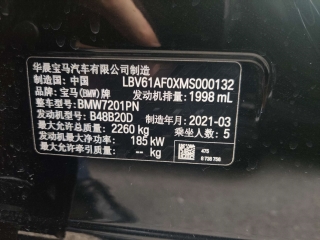 华晨宝马汽车有限公司制造
制造国：中国 LBV61AF0XMS000132
品牌：宝马(BMW)牌 发动机排量：1998 mL
整车型号：BMW7201PN
发动机型号：B48B20D 制造年月：2021-03
最大允许总质量：2260 kg 乘坐人数：5
发动机最大净功率：185 kW
最大允许牵引质量：-- kg
475